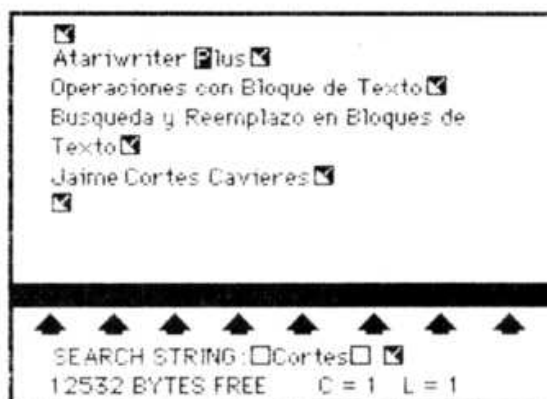 Atariwriter Plus
Operaciones con Bloque de Texto
Busqueda y Reemplazo en Bloques de
Texto
Jaime Cortes Cavieres
SEARCH STRING:□Cortes□
12532 BYTES FREE C = 1 L = 1